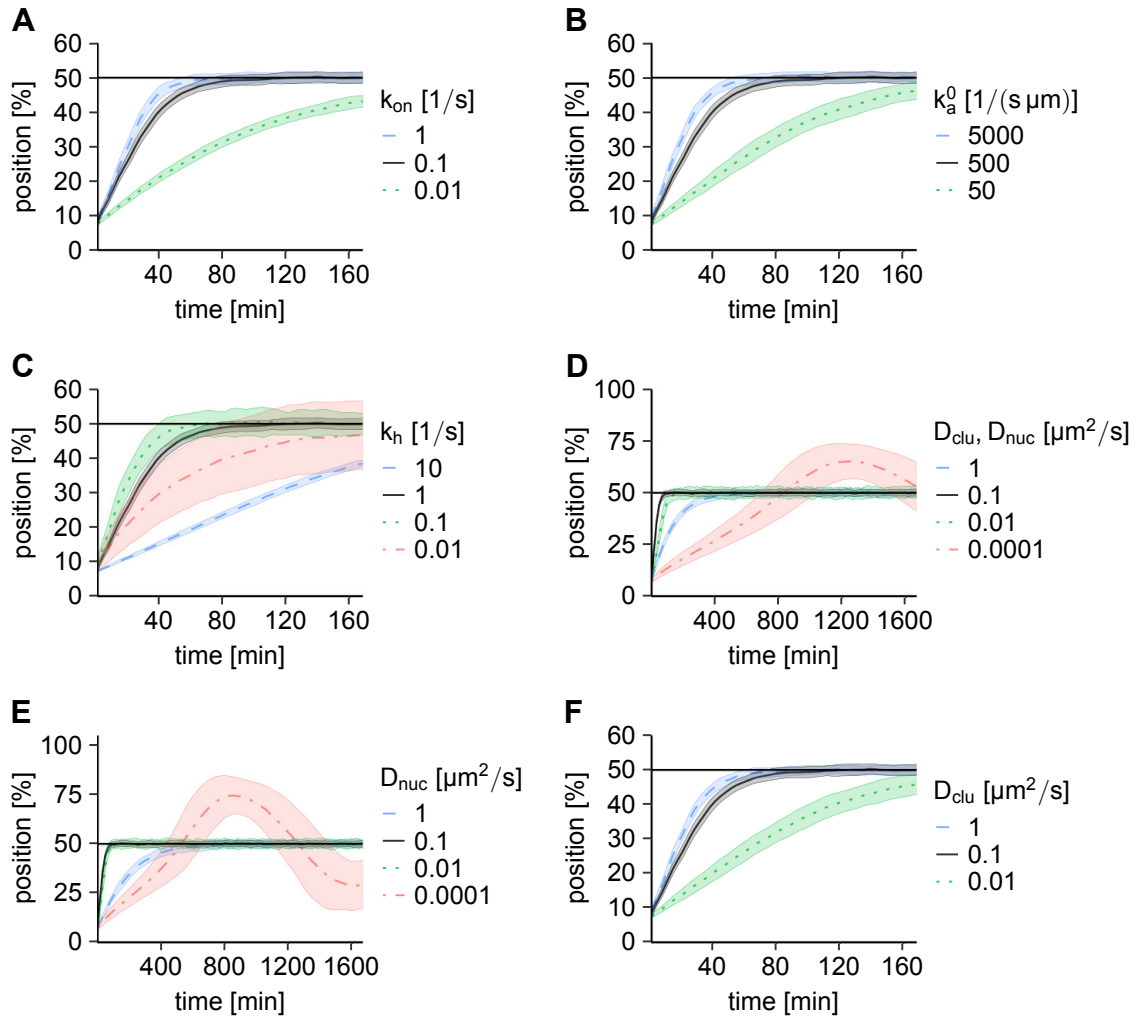 A
position [%]
60
50
40
30
20
10
0
40 80 120 160
time [min]
k_on [1/s]
1
0.1
0.01
B
position [%]
60
50
40
30
20
10
0
40 80 120 160
time [min]
k_a^0 [1/(s µm)]
5000
500
50
C
position [%]
60
50
40
30
20
10
0
40 80 120 160
time [min]
k_h [1/s]
10
1
0.1
0.01
D
position [%]
100
75
50
25
0
400 800 1200 1600
time [min]
D_clu, D_nuc [µm²/s]
1
0.1
0.01
0.0001
E
position [%]
100
75
50
25
0
400 800 1200 1600
time [min]
D_nuc [µm²/s]
1
0.1
0.01
0.0001
F
position [%]
60
50
40
30
20
10
0
40 80 120 160
time [min]
D_clu [µm²/s]
1
0.1
0.01